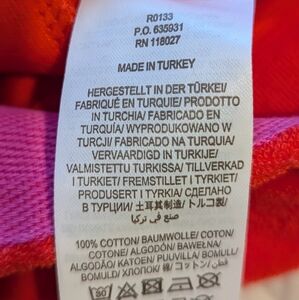 R0133
P.O. 635931
RN 118027
MADE IN TURKEY
HERGESTELLT IN DER TÜRKEI/
FABRIQUÉ EN TURQUIE/ PRODOTTO
IN TURCHIA/ FABRICADO EN
TURQUÍA/ WYPRODUKOWANO W
TURCJI/ FABRICADO NA TURQUIA/
VERVAARDIGD IN TURKIJE/
VALMISTETTU TURKISSA/ TILLVERKAD
I TURKIET/ FREMSTILLET I TYRKIET/
PRODUSERT I TYRKIA/ СДЕЛАНО
В ТУРЦИИ/ 土耳其制造/ トルコ製/
صنع في تركيا
100% COTTON/ BAUMWOLLE/ COTON/
COTONE/ ALGODÓN/ BAWEŁNA/
ALGODÃO/ KATOEN/ PUUVILLA/ BOMULL/
BOMULD/ BOMULL/ ХЛОПОК/ 棉/ コットン/ قطن